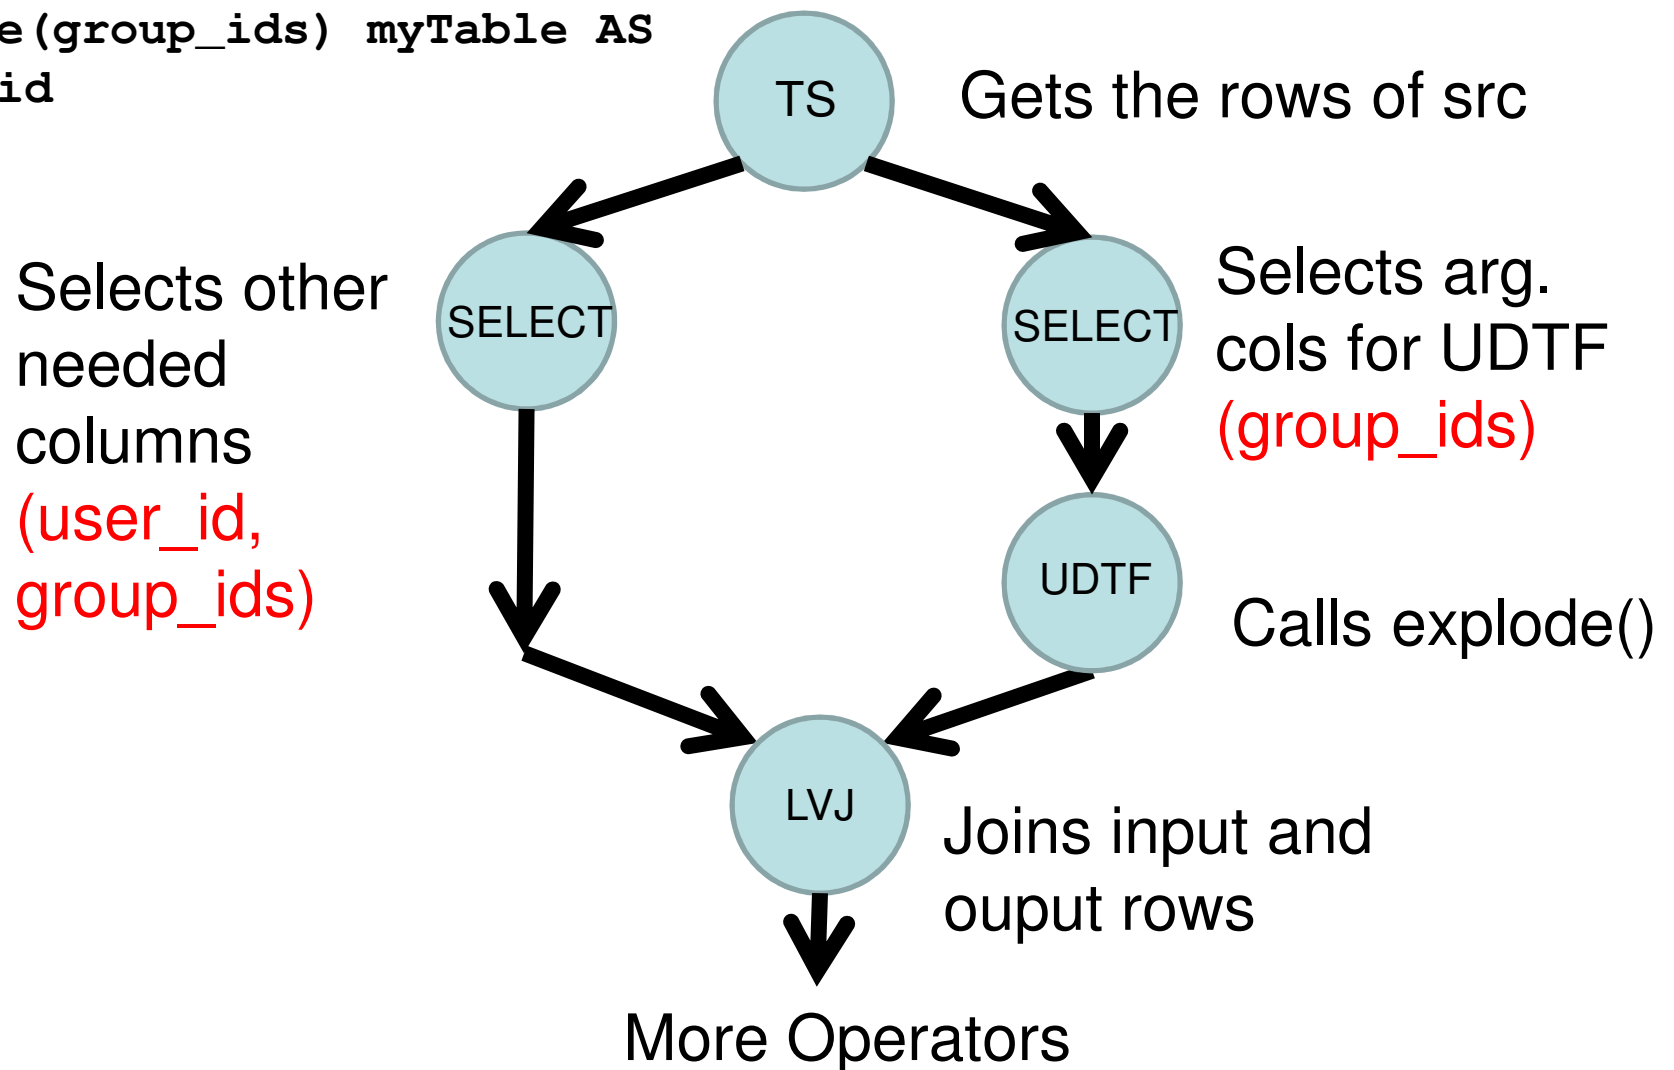 e(group_ids) myTable AS
id
TS
Gets the rows of src
Selects other
needed
columns
(user_id,
group_ids)
SELECT
SELECT
Selects arg.
cols for UDTF
(group_ids)
UDTF
Calls explode()
LVJ
Joins input and
ouput rows
More Operators